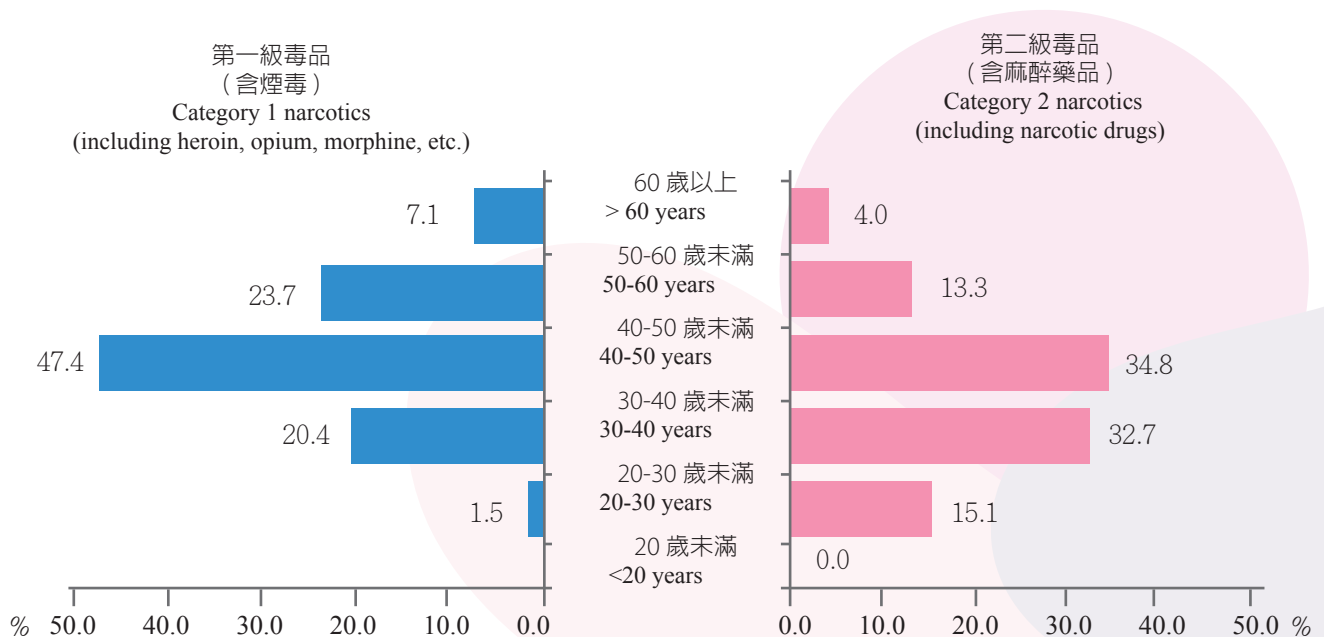 第一級毒品
（含煙毒）
Category 1 narcotics
(including heroin, opium, morphine, etc.)
第二級毒品
（含麻醉藥品）
Category 2 narcotics
(including narcotic drugs)
7.1
60 歲以上
> 60 years
4.0
23.7
50-60 歲未滿
50-60 years
13.3
47.4
40-50 歲未滿
40-50 years
34.8
20.4
30-40 歲未滿
30-40 years
32.7
1.5
20-30 歲未滿
20-30 years
15.1
20 歲未滿
<20 years
0.0
% 50.0 40.0 30.0 20.0 10.0 0.0
0.0 10.0 20.0 30.0 40.0 50.0 %